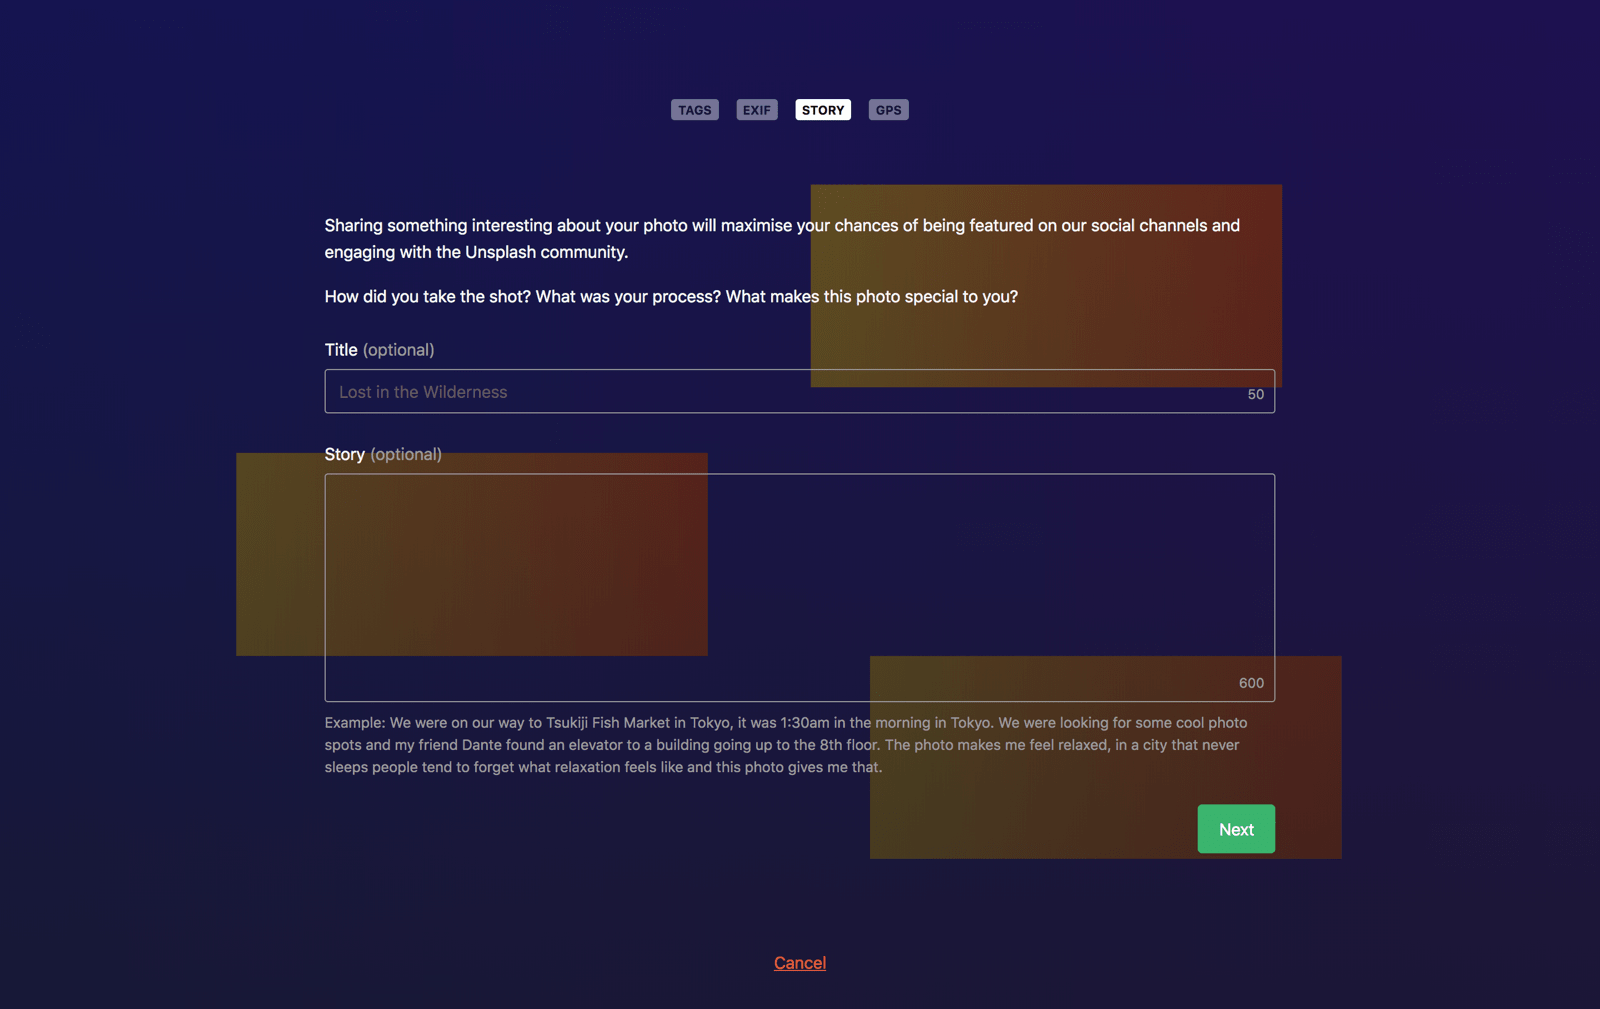 TAGS EXIF STORY GPS
Sharing something interesting about your photo will maximise your chances of being featured on our social channels and
engaging with the Unsplash community.
How did you take the shot? What was your process? What makes this photo special to you?
Title (optional)
Lost in the Wilderness 50
Story (optional)
600
Example: We were on our way to Tsukiji Fish Market in Tokyo, it was 1:30am in the morning in Tokyo. We were looking for some cool photo
spots and my friend Dante found an elevator to a building going up to the 8th floor. The photo makes me feel relaxed, in a city that never
sleeps people tend to forget what relaxation feels like and this photo gives me that.
Next
Cancel